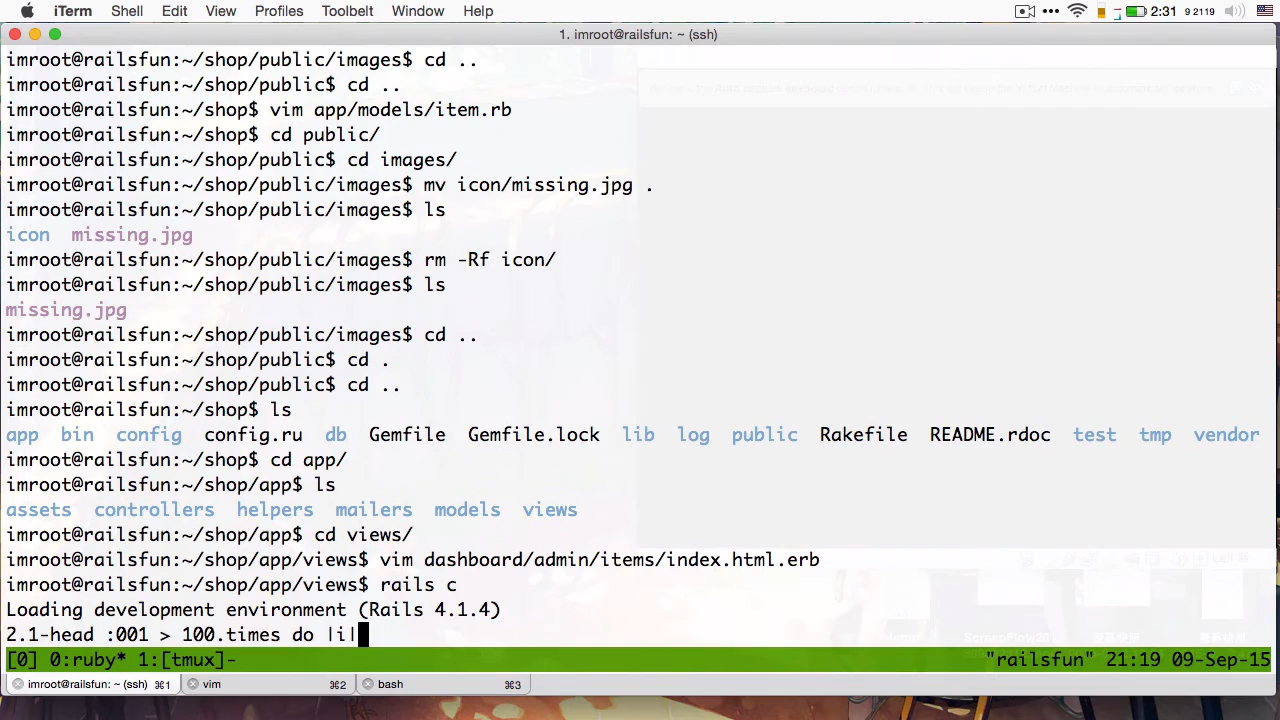 iTerm Shell Edit View Profiles Toolbelt Window Help 2:31 9 2119
1. imroot@railsfun: ~ (ssh)
imroot@railsfun:~/shop/public/images$ cd ..
imroot@railsfun:~/shop/public$ cd ..
imroot@railsfun:~/shop$ vim app/models/item.rb
imroot@railsfun:~/shop$ cd public/
imroot@railsfun:~/shop/public$ cd images/
imroot@railsfun:~/shop/public/images$ mv icon/missing.jpg .
imroot@railsfun:~/shop/public/images$ ls
icon missing.jpg
imroot@railsfun:~/shop/public/images$ rm -Rf icon/
imroot@railsfun:~/shop/public/images$ ls
missing.jpg
imroot@railsfun:~/shop/public/images$ cd ..
imroot@railsfun:~/shop/public$ cd .
imroot@railsfun:~/shop/public$ cd ..
imroot@railsfun:~/shop$ ls
app bin config config.ru db Gemfile Gemfile.lock lib log public Rakefile README.rdoc test tmp vendor
imroot@railsfun:~/shop$ cd app/
imroot@railsfun:~/shop/app$ ls
assets controllers helpers mailers models views
imroot@railsfun:~/shop/app$ cd views/
imroot@railsfun:~/shop/app/views$ vim dashboard/admin/items/index.html.erb
imroot@railsfun:~/shop/app/views$ rails c
Loading development environment (Rails 4.1.4)
2.1-head :001 > 100.times do |i|
[0] 0:ruby* 1:[tmux]- "railsfun" 21:19 09-Sep-15
imroot@railsfun: ~ (ssh) ⌘1 vim ⌘2 bash ⌘3